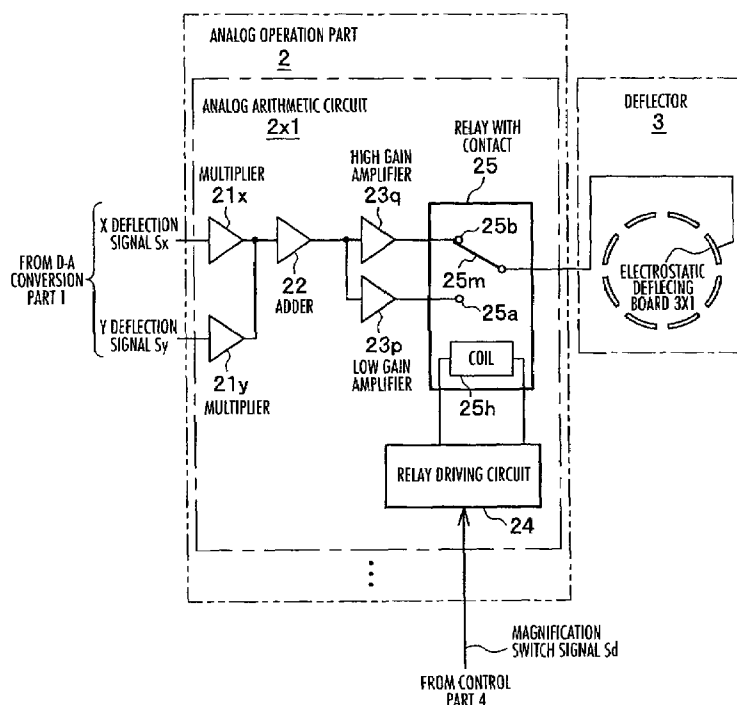 ANALOG OPERATION PART
2
ANALOG ARITHMETIC CIRCUIT
2x1
DEFLECTOR
3
RELAY WITH
CONTACT
25
HIGH GAIN
AMPLIFIER
23q
MULTIPLIER
21x
X DEFLECTION
SIGNAL Sx
FROM D-A
CONVERSION
PART 1
Y DEFLECTION
SIGNAL Sy
21y
MULTIPLIER
22
ADDER
23p
LOW GAIN
AMPLIFIER
25b
25m
25a
COIL
25h
ELECTROSTATIC
DEFLECING
BOARD 3X1
RELAY DRIVING CIRCUIT
24
MAGNIFICATION
SWITCH SIGNAL Sd
FROM CONTROL
PART 4